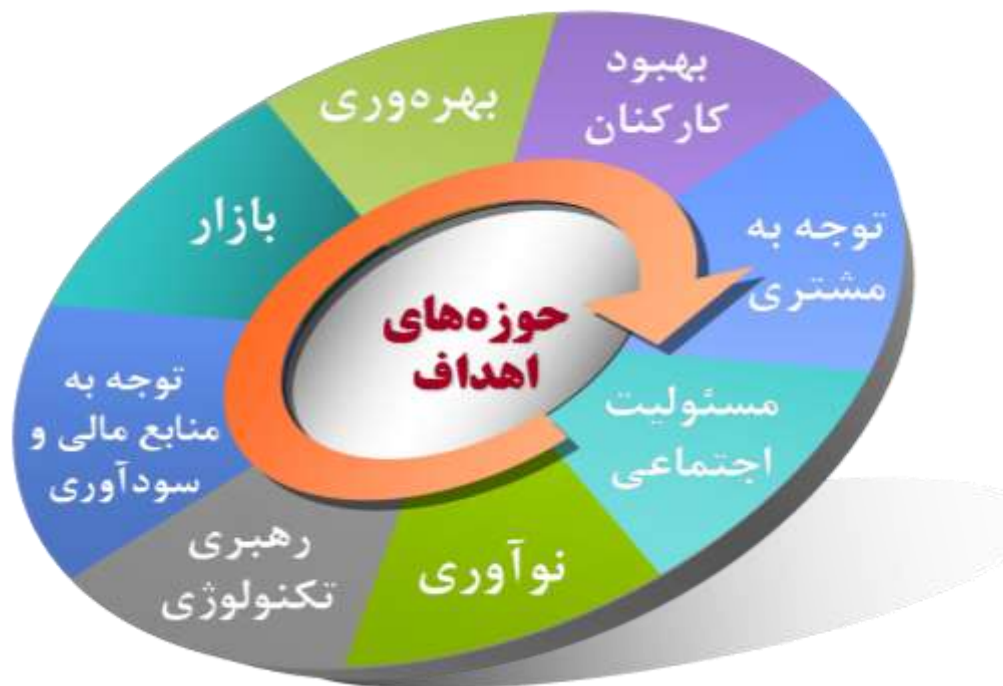 حوزه‌های
اهداف
بهبود
کارکنان
توجه به
مشتری
مسئولیت
اجتماعی
نوآوری
رهبری
تکنولوژی
توجه به
منابع مالی و
سودآوری
بازار
بهره‌وری